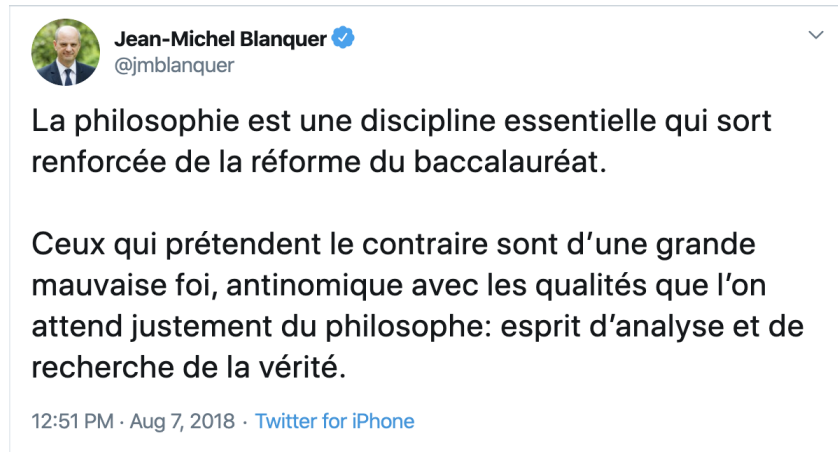 Jean-Michel Blanquer
@jmblanquer
La philosophie est une discipline essentielle qui sort
renforcée de la réforme du baccalauréat.
Ceux qui prétendent le contraire sont d’une grande
mauvaise foi, antinomique avec les qualités que l’on
attend justement du philosophe: esprit d’analyse et de
recherche de la vérité.
12:51 PM · Aug 7, 2018 · Twitter for iPhone